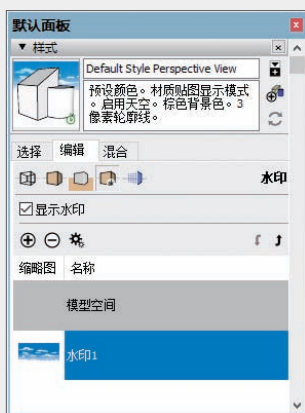 默认面板
样式
Default Style Perspective View
预设颜色。材质贴图显示模式
。启用天空。棕色背景色。3
像素轮廓线。
选择 编辑 混合
水印
显示水印
缩略图 名称
模型空间
水印1